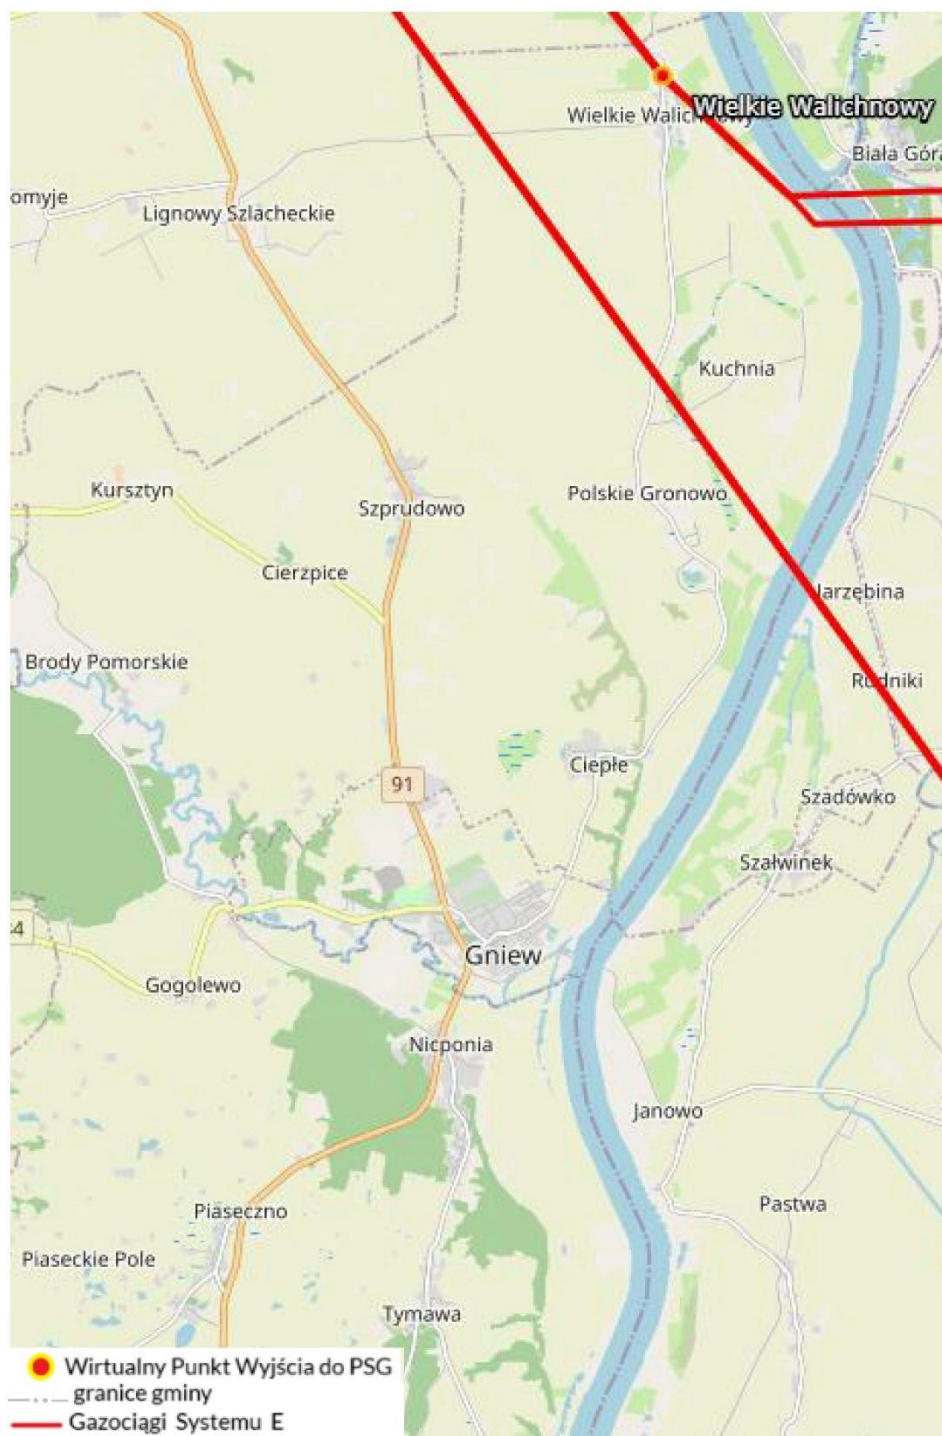 Wielkie Walichnowy
Wielkie Walichnowy
Biała Góra
omyje
Lignowy Szlacheckie
Kuchnia
Kursztyn
Polskie Gronowo
Szprudowo
Cierzpice
Jarzębina
Brody Pomorskie
Rudniki
Ciepłe
91
Szadówko
Szałwinek
4
Gniew
Gogolewo
Nicponia
Janowo
Pastwa
Piaseczno
Piaseckie Pole
Tymawa
Wirtualny Punkt Wyjścia do PSG
granice gminy
Gazociągi Systemu E